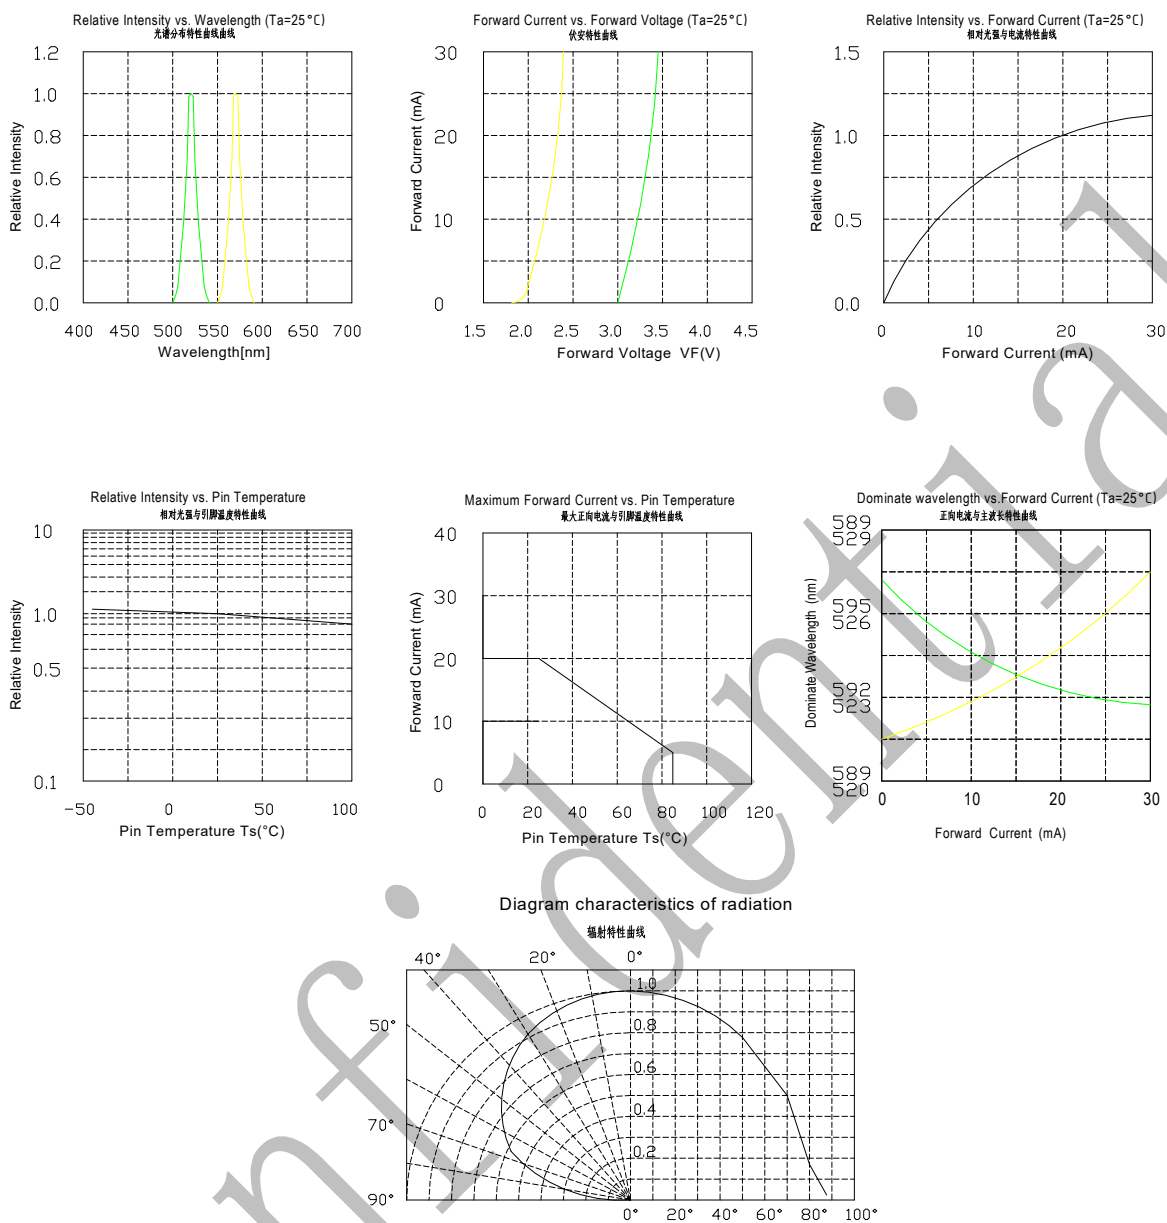 Relative Intensity vs. Wavelength (Ta=25°C)
光谱分布特性曲线曲线
1.2
1.0
0.8
0.6
0.4
0.2
0.0
Relative Intensity
400 450 500 550 600 650 700
Wavelength[nm]
Forward Current vs. Forward Voltage (Ta=25°C)
伏安特性曲线
30
20
10
0
Forward Current (mA)
1.5 2.0 2.5 3.0 3.5 4.0 4.5
Forward Voltage VF(V)
Relative Intensity vs. Forward Current (Ta=25°C)
相对光强与电流特性曲线
1.5
1.0
0.5
0.0
Relative Intensity
0 10 20 30
Forward Current (mA)
Relative Intensity vs. Pin Temperature
相对光强与引脚温度特性曲线
10
1.0
0.5
0.1
Relative Intensity
-50 0 50 100
Pin Temperature Ts(°C)
Maximum Forward Current vs. Pin Temperature
最大正向电流与引脚温度特性曲线
40
30
20
10
0
Forward Current (mA)
0 20 40 60 80 100 120
Pin Temperature Ts(°C)
Dominate wavelength vs.Forward Current (Ta=25°C)
正向电流与主波长特性曲线
589
529
595
526
592
523
589
520
Dominate Wavelength (nm)
0 10 20 30
Forward Current (mA)
Diagram characteristics of radiation
辐射特性曲线
40° 20° 0°
50°
70°
90°
1.0
0.8
0.6
0.4
0.2
0° 20° 40° 60° 80° 100°
nfidential